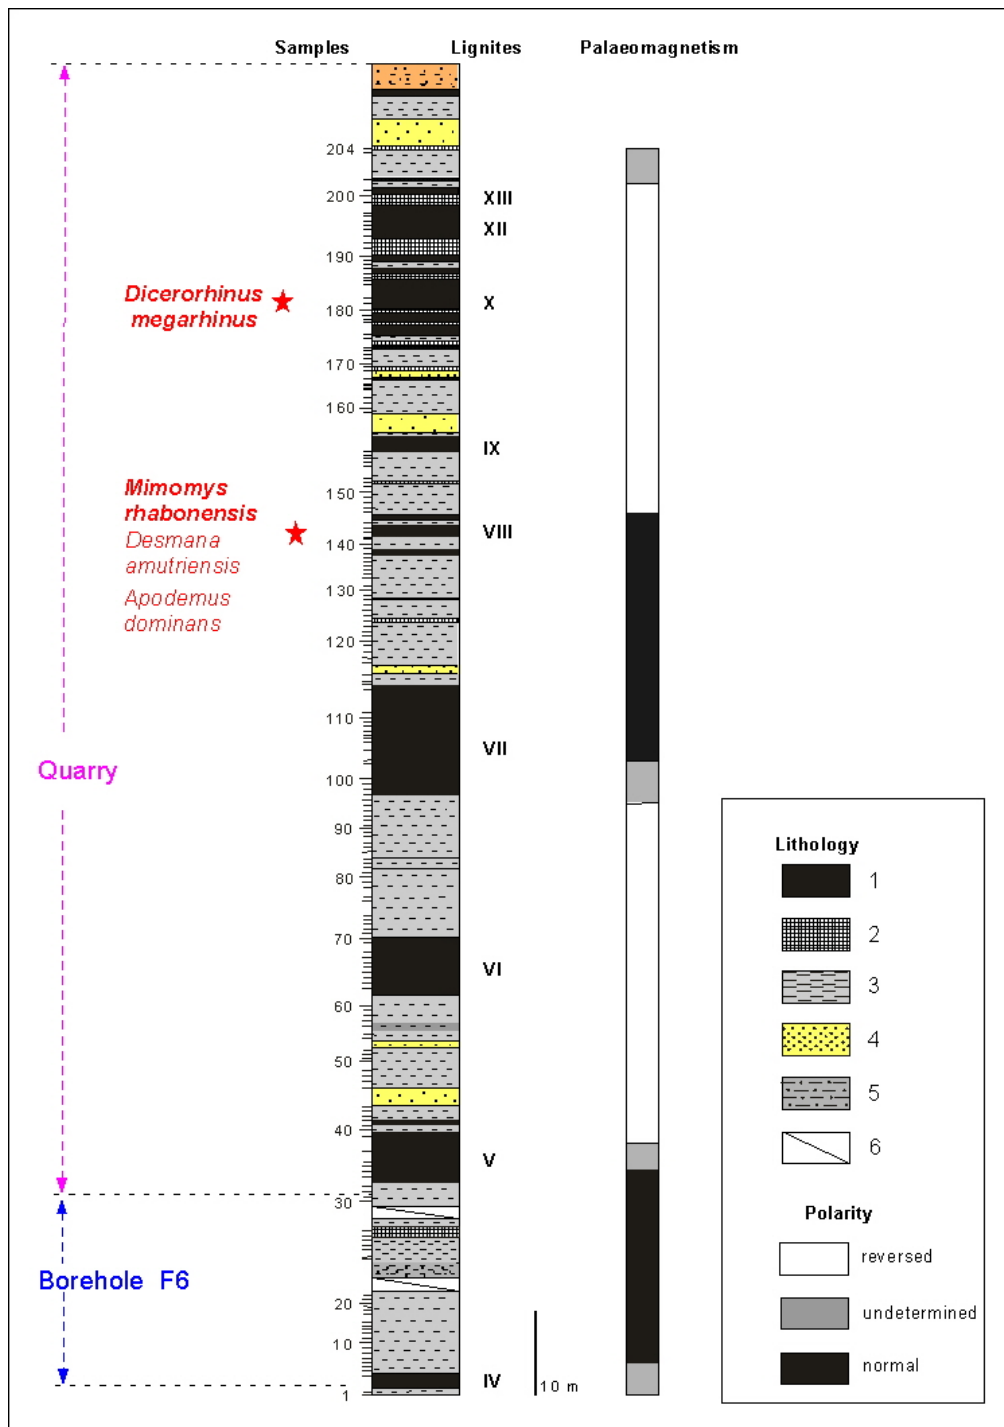 Samples Lignites Palaeomagnetism
204
200
XIII
XII
190
Dicerorhinus
megarhinus
180
X
170
160
IX
Mimomys
rhabonensis
Desmana
amutriensis
Apodemus
dominans
150
VIII
140
130
120
110
VII
Quarry
100
90
80
70
VI
60
50
40
V
30
Borehole F6
20
10
IV
1
10 m
Lithology
1
2
3
4
5
6
Polarity
reversed
undetermined
normal